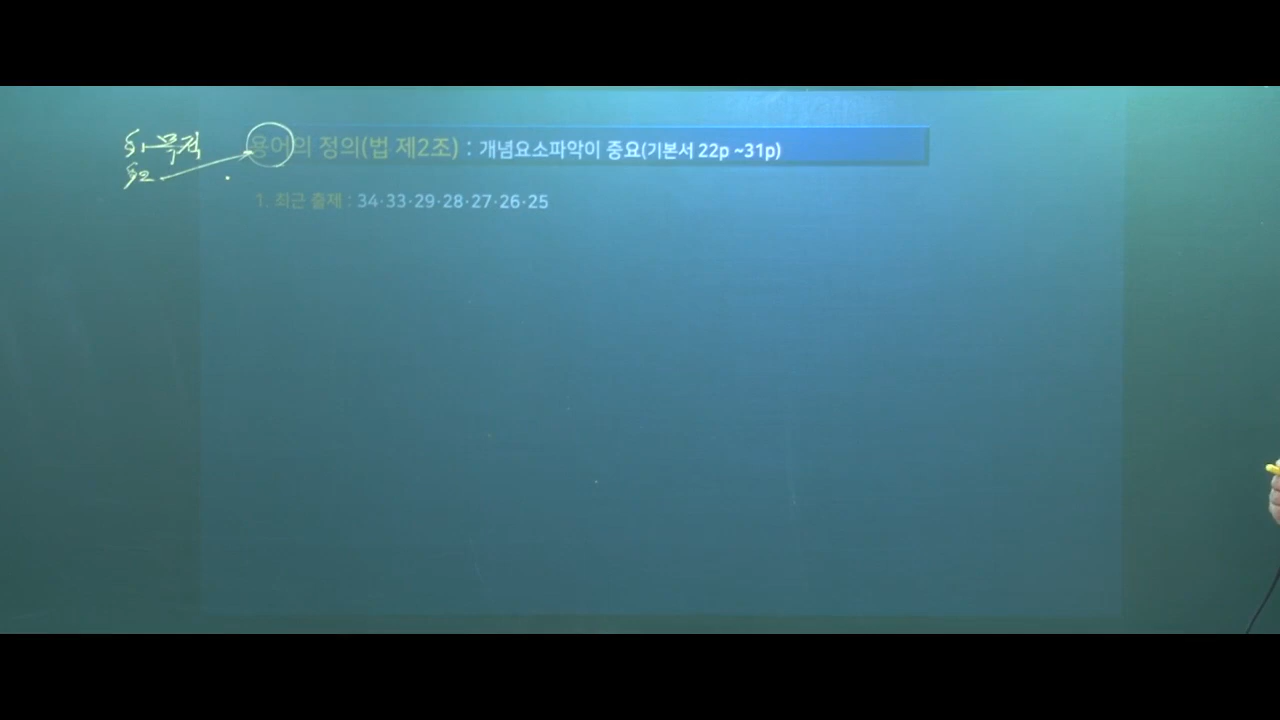 §1 목적
§2
용어의 정의(법 제2조) : 개념요소파악이 중요(기본서 22p ~31p)
1. 최근 출제 : 34·33·29·28·27·26·25